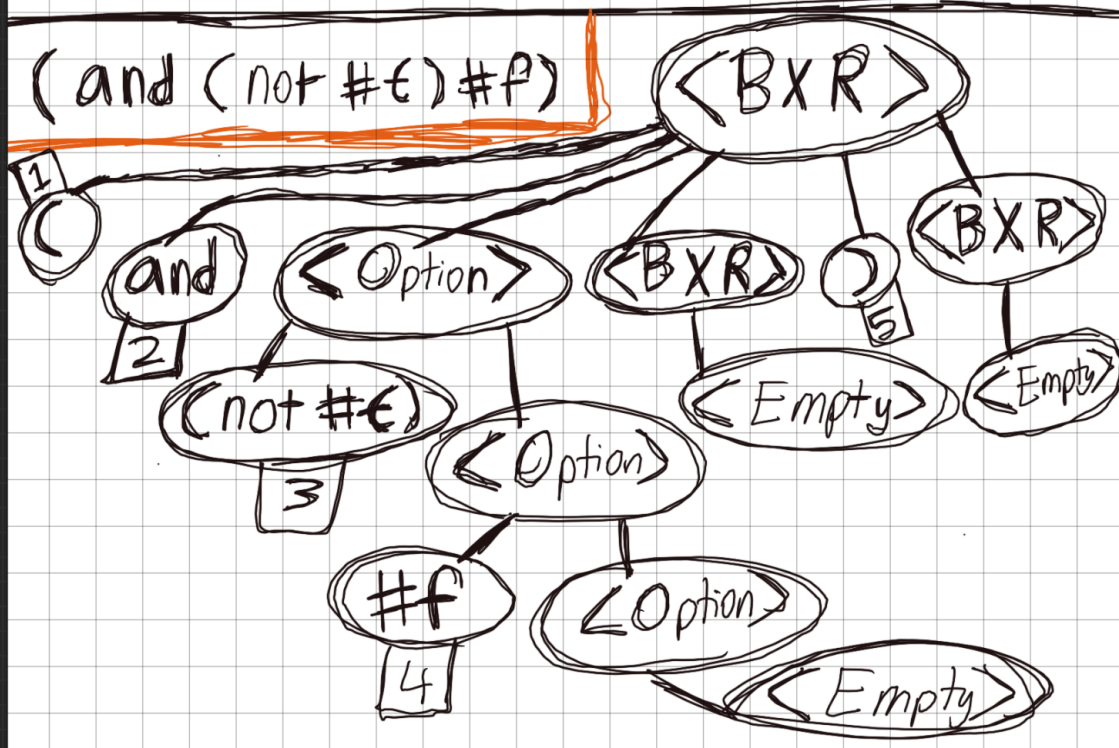 (and (not #t) #f)
<BXR>
1
(
and
2
<Option>
<BXR>
)
5
<BXR>
(not #t)
3
<Option>
<Empty>
<Empty>
#f
4
<Option>
<Empty>